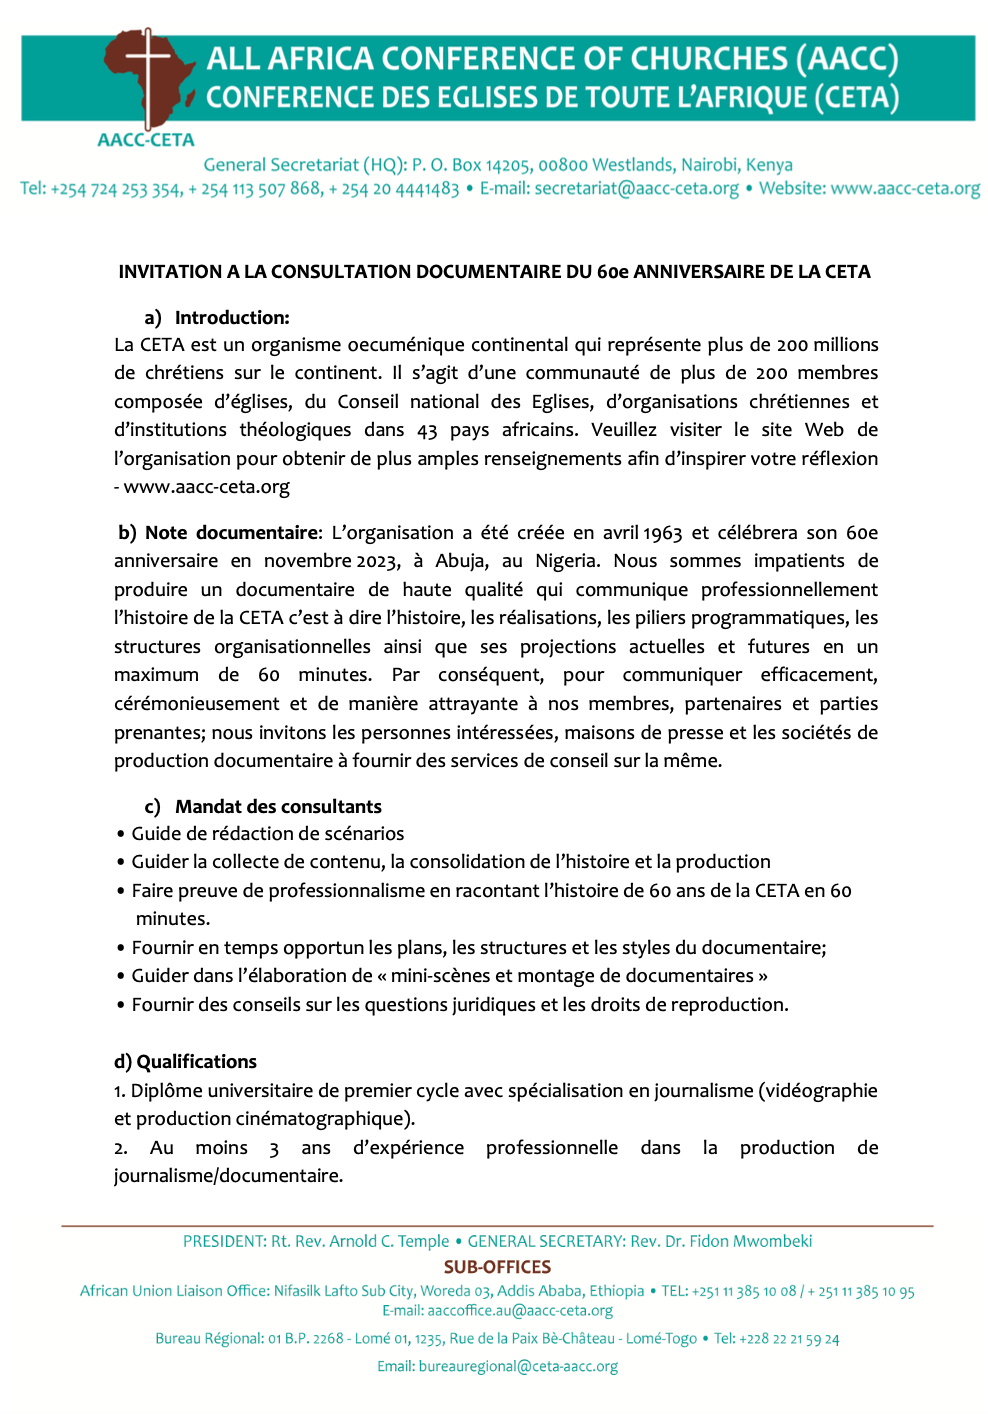 ALL AFRICA CONFERENCE OF CHURCHES (AACC)
CONFERENCE DES EGLISES DE TOUTE L’AFRIQUE (CETA)
AACC-CETA
General Secretariat (HQ): P. O. Box 14205, 00800 Westlands, Nairobi, Kenya
Tel: +254 724 253 354, + 254 113 507 868, + 254 20 4441483 • E-mail: secretariat@aacc-ceta.org • Website: www.aacc-ceta.org
INVITATION A LA CONSULTATION DOCUMENTAIRE DU 60e ANNIVERSAIRE DE LA CETA
a) Introduction:
La CETA est un organisme oecuménique continental qui représente plus de 200 millions
de chrétiens sur le continent. Il s’agit d’une communauté de plus de 200 membres
composée d’églises, du Conseil national des Eglises, d’organisations chrétiennes et
d’institutions théologiques dans 43 pays africains. Veuillez visiter le site Web de
l’organisation pour obtenir de plus amples renseignements afin d’inspirer votre réflexion
- www.aacc-ceta.org
b) Note documentaire: L’organisation a été créée en avril 1963 et célébrera son 60e
anniversaire en novembre 2023, à Abuja, au Nigeria. Nous sommes impatients de
produire un documentaire de haute qualité qui communique professionnellement
l’histoire de la CETA c’est à dire l’histoire, les réalisations, les piliers programmatiques, les
structures organisationnelles ainsi que ses projections actuelles et futures en un
maximum de 60 minutes. Par conséquent, pour communiquer efficacement,
cérémonieusement et de manière attrayante à nos membres, partenaires et parties
prenantes; nous invitons les personnes intéressées, maisons de presse et les sociétés de
production documentaire à fournir des services de conseil sur la même.
c) Mandat des consultants
• Guide de rédaction de scénarios
• Guider la collecte de contenu, la consolidation de l’histoire et la production
• Faire preuve de professionnalisme en racontant l’histoire de 60 ans de la CETA en 60
minutes.
• Fournir en temps opportun les plans, les structures et les styles du documentaire;
• Guider dans l’élaboration de « mini-scènes et montage de documentaires »
• Fournir des conseils sur les questions juridiques et les droits de reproduction.
d) Qualifications
1. Diplôme universitaire de premier cycle avec spécialisation en journalisme (vidéographie
et production cinématographique).
2. Au moins 3 ans d’expérience professionnelle dans la production de
journalisme/documentaire.
PRESIDENT: Rt. Rev. Arnold C. Temple • GENERAL SECRETARY: Rev. Dr. Fidon Mwombeki
SUB-OFFICES
African Union Liaison Office: Nifasilk Lafto Sub City, Woreda 03, Addis Ababa, Ethiopia • TEL: +251 11 385 10 08 / + 251 11 385 10 95
E-mail: aaccoffice.au@aacc-ceta.org
Bureau Régional: 01 B.P. 2268 - Lomé 01, 1235, Rue de la Paix Bè-Château - Lomé-Togo • Tel: +228 22 21 59 24
Email: bureauregional@ceta-aacc.org